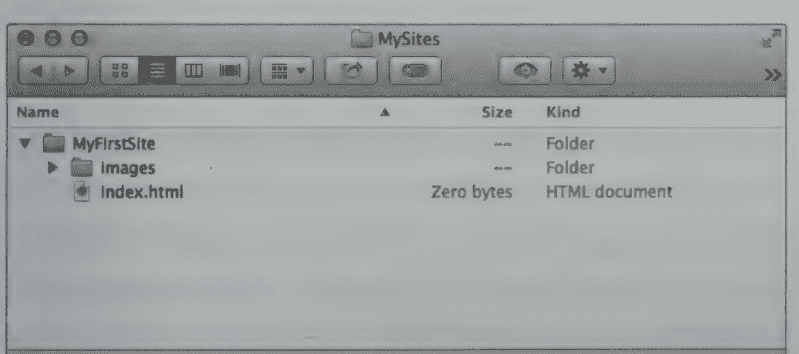 MySites
Name Size Kind
MyFirstSite -- Folder
images -- Folder
index.html Zero bytes HTML document